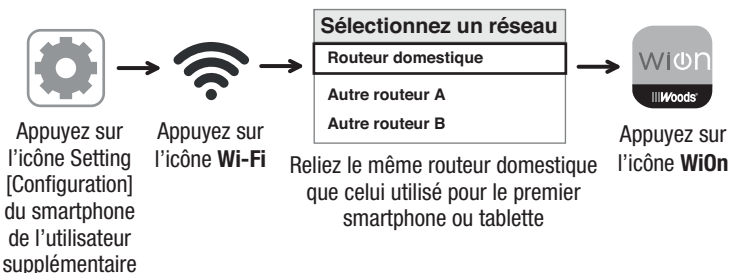 Appuyez sur
l’icône Setting
[Configuration]
du smartphone
de l’utilisateur
supplémentaire
Appuyez sur
l’icône Wi-Fi
Sélectionnez un réseau
Routeur domestique
Autre routeur A
Autre routeur B
Reliez le même routeur domestique
que celui utilisé pour le premier
smartphone ou tablette
WiOn
Woods
Appuyez sur
l’icône WiOn